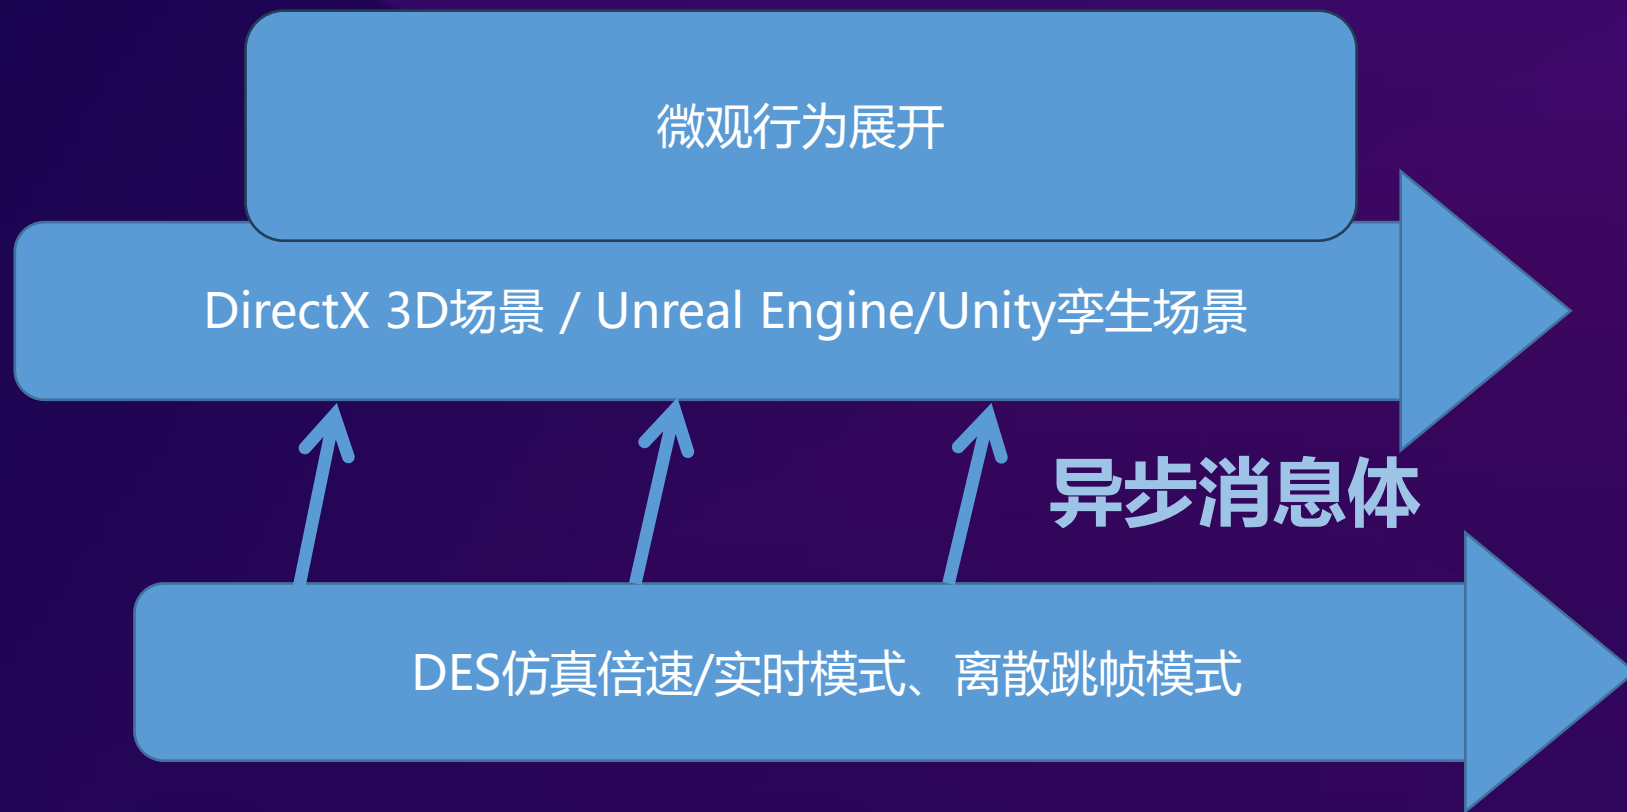 微观行为展开
DirectX 3D场景 / Unreal Engine/Unity孪生场景
异步消息体
DES仿真倍速/实时模式、离散跳帧模式